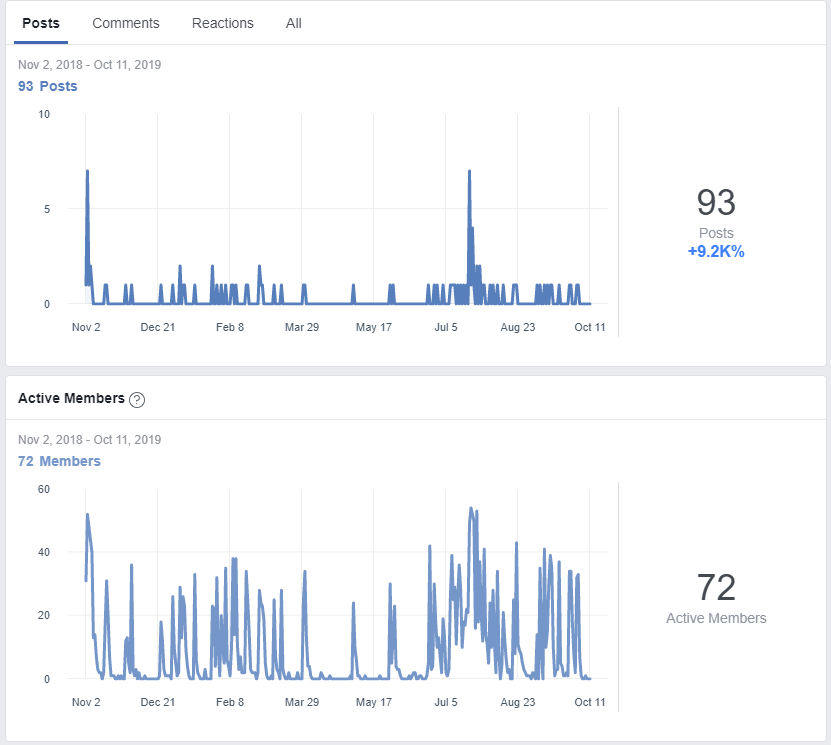 Posts Comments Reactions All
Nov 2, 2018 - Oct 11, 2019
93 Posts
10
5
0
Nov 2 Dec 21 Feb 8 Mar 29 May 17 Jul 5 Aug 23 Oct 11
93
Posts
+9.2K%
Active Members ?
Nov 2, 2018 - Oct 11, 2019
72 Members
60
40
20
0
Nov 2 Dec 21 Feb 8 Mar 29 May 17 Jul 5 Aug 23 Oct 11
72
Active Members